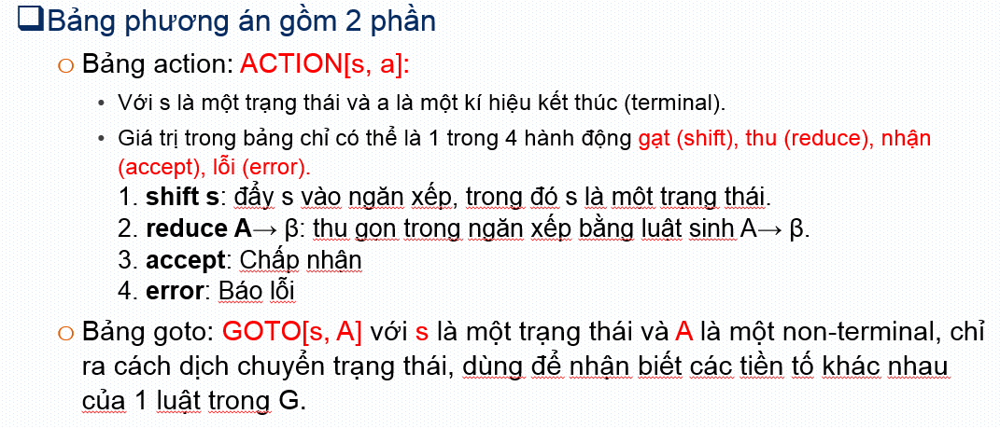 ❑Bảng phương án gồm 2 phần
o Bảng action: ACTION[s, a]:
• Với s là một trạng thái và a là một kí hiệu kết thúc (terminal).
• Giá trị trong bảng chỉ có thể là 1 trong 4 hành động gạt (shift), thu (reduce), nhận
(accept), lỗi (error).
1. shift s: đẩy s vào ngăn xếp, trong đó s là một trạng thái.
2. reduce A→ β: thu gọn trong ngăn xếp bằng luật sinh A→ β.
3. accept: Chấp nhận
4. error: Báo lỗi
o Bảng goto: GOTO[s, A] với s là một trạng thái và A là một non-terminal, chỉ
ra cách dịch chuyển trạng thái, dùng để nhận biết các tiền tố khác nhau
của 1 luật trong G.